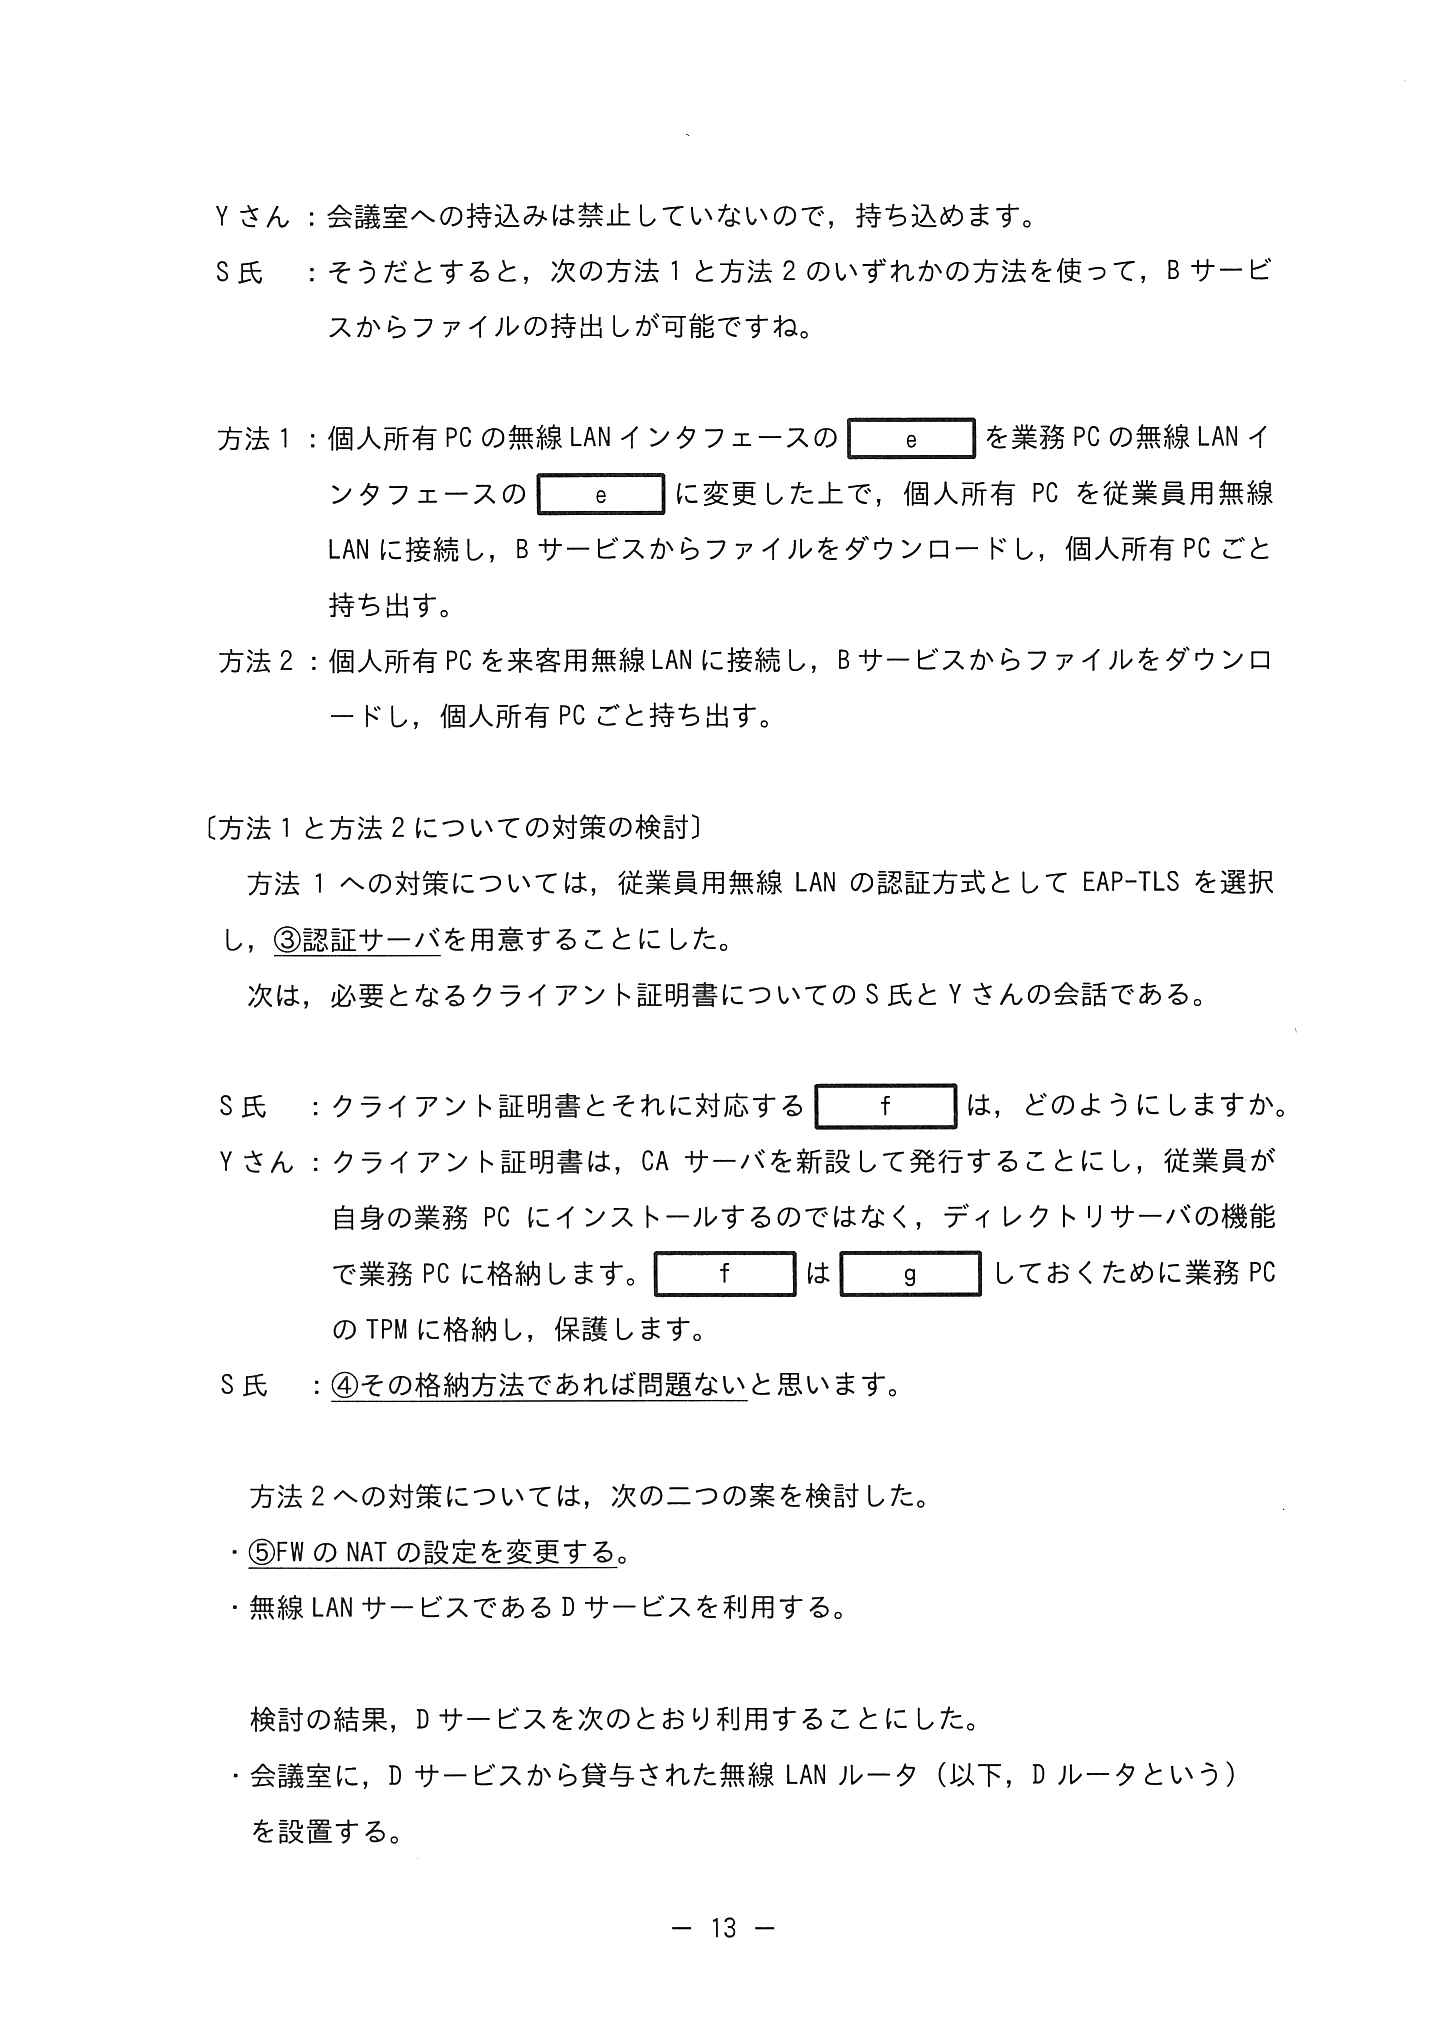 Yさん：会議室への持込みは禁止していないので，持ち込めます。
S氏　：そうだとすると，次の方法1と方法2のいずれかの方法を使って，Bサービ
スからファイルの持出しが可能ですね。
方法1：個人所有PCの無線LANインタフェースの e を業務PCの無線LANイ
ンタフェースの e に変更した上で，個人所有 PC を従業員用無線
LANに接続し，Bサービスからファイルをダウンロードし，個人所有PCごと
持ち出す。
方法2：個人所有PCを来客用無線LANに接続し，Bサービスからファイルをダウンロ
ードし，個人所有PCごと持ち出す。
〔方法1と方法2についての対策の検討〕
方法 1 への対策については，従業員用無線 LAN の認証方式として EAP-TLS を選択
し，③認証サーバを用意することにした。
次は，必要となるクライアント証明書についてのS氏とYさんの会話である。
S氏　：クライアント証明書とそれに対応する f は，どのようにしますか。
Yさん：クライアント証明書は，CA サーバを新設して発行することにし，従業員が
自身の業務 PC にインストールするのではなく，ディレクトリサーバの機能
で業務PCに格納します。 f は g しておくために業務PC
のTPMに格納し，保護します。
S氏　：④その格納方法であれば問題ないと思います。
方法2への対策については，次の二つの案を検討した。
・⑤FWのNATの設定を変更する。
・無線LANサービスであるDサービスを利用する。
検討の結果，Dサービスを次のとおり利用することにした。
・会議室に，D サービスから貸与された無線 LAN ルータ（以下，D ルータという）
を設置する。
－ 13 －